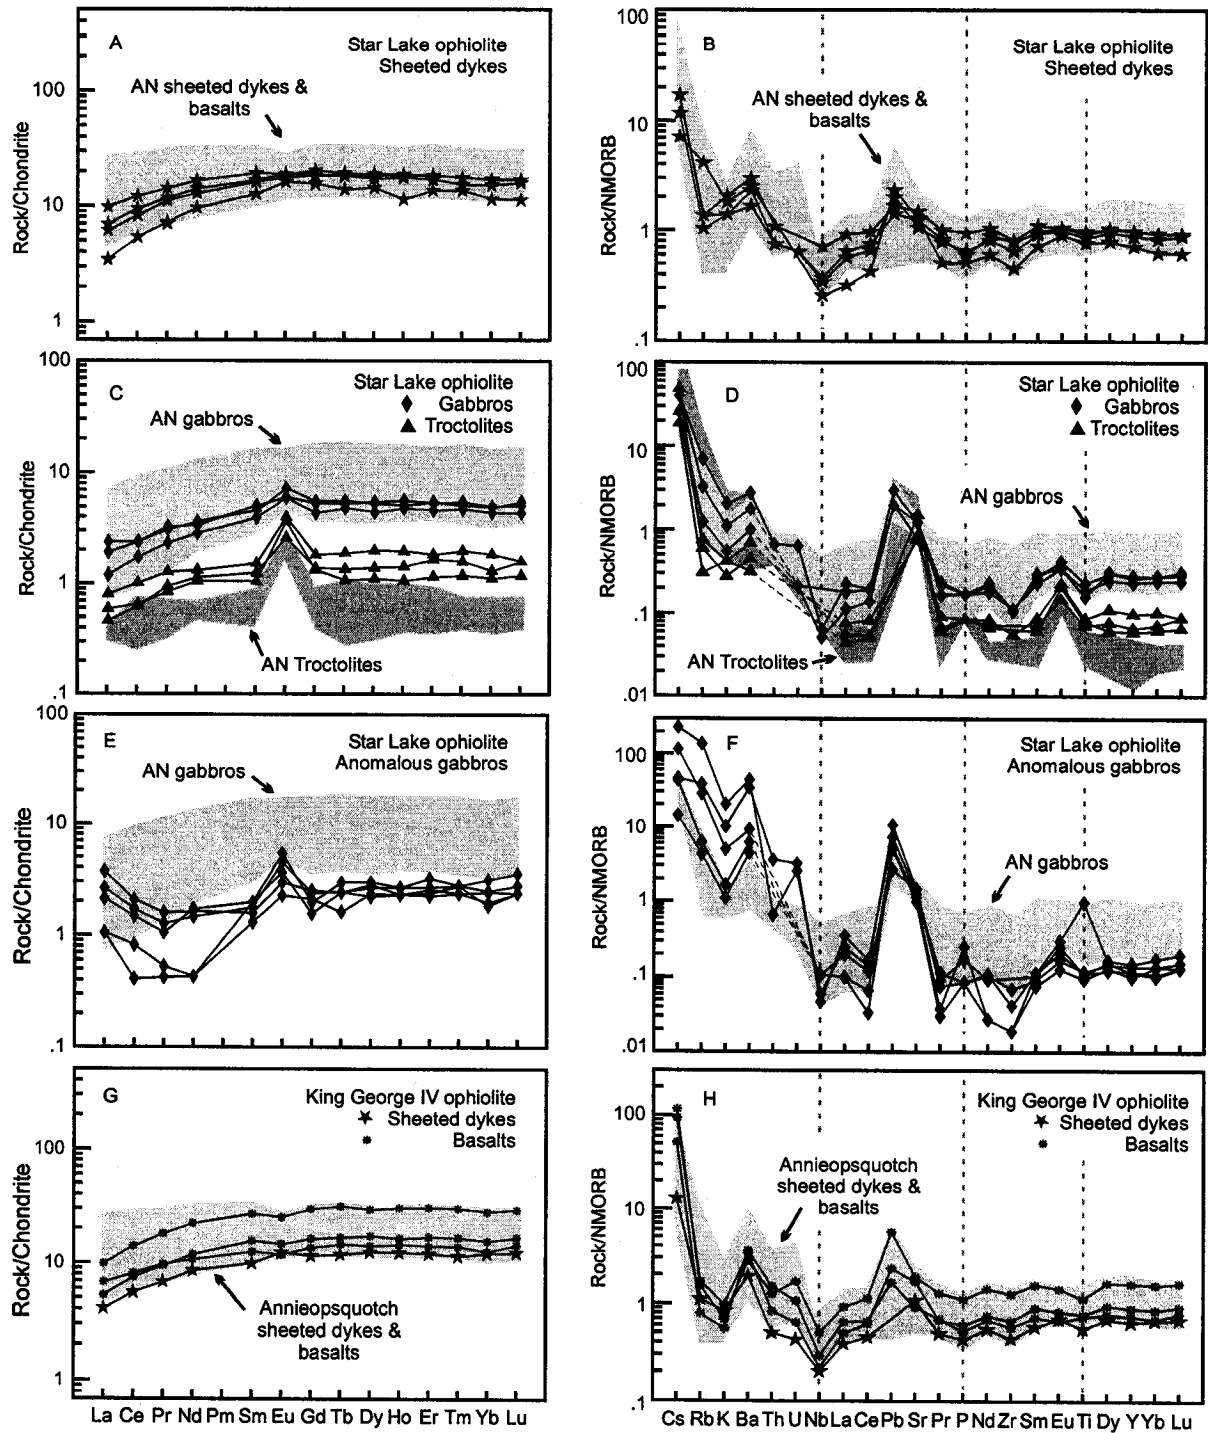 A
Star Lake ophiolite
Sheeted dykes
AN sheeted dykes &
basalts
Rock/Chondrite
100
10
1
B
Star Lake ophiolite
Sheeted dykes
AN sheeted dykes &
basalts
Rock/NMORB
100
10
1
.1
C
Star Lake ophiolite
Gabbros
Troctolites
AN gabbros
AN Troctolites
Rock/Chondrite
100
10
1
.1
D
Star Lake ophiolite
Gabbros
Troctolites
AN gabbros
AN Troctolites
Rock/NMORB
100
10
1
0.1
.01
E
Star Lake ophiolite
Anomalous gabbros
AN gabbros
Rock/Chondrite
100
10
1
.1
F
Star Lake ophiolite
Anomalous gabbros
AN gabbros
Rock/NMORB
100
10
1
0.1
.01
G
King George IV ophiolite
Sheeted dykes
Basalts
Annieopsquotch
sheeted dykes &
basalts
Rock/Chondrite
100
10
1
La Ce Pr Nd Pm Sm Eu Gd Tb Dy Ho Er Tm Yb Lu
H
King George IV ophiolite
Sheeted dykes
Basalts
Annieopsquotch
sheeted dykes &
basalts
Rock/NMORB
100
10
1
.1
Cs Rb K Ba Th U Nb La Ce Pb Sr Pr P Nd Zr Sm Eu Ti Dy Y Yb Lu